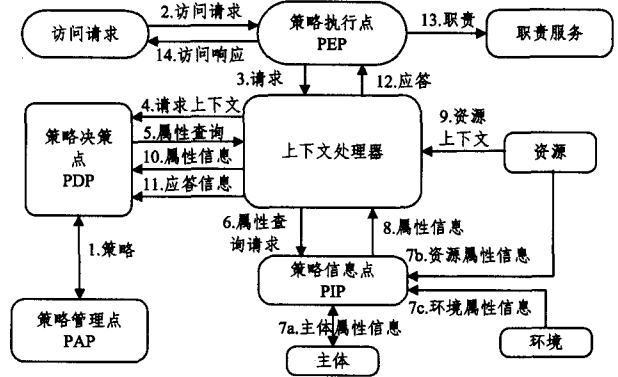 2.访问请求
访问请求
策略执行点
PEP
13.职责
职责服务
14.访问响应
3.请求
12.应答
4.请求上下文
5.属性查询
10.属性信息
11.应答信息
策略决策
点
PDP
上下文处理器
9.资源
上下文
资源
1.策略
6.属性查
询请求
8.属性信息
7b.资源属性信息
策略信息点
PIP
7c.环境属性信息
策略管理点
PAP
7a.主体属性信息
环境
主体